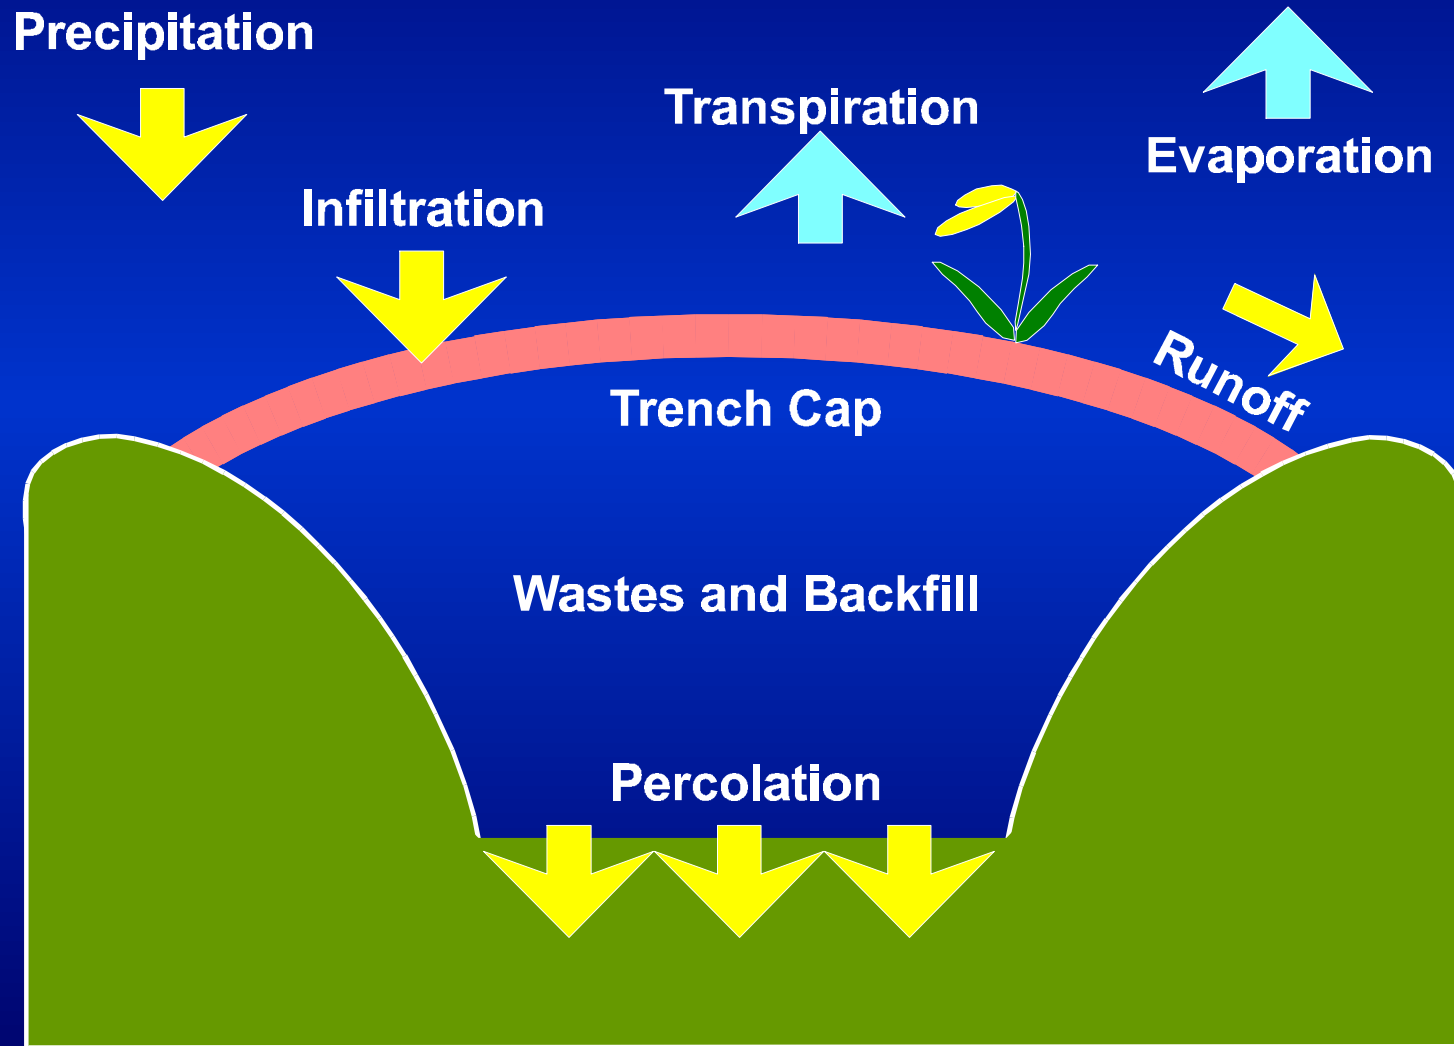 Precipitation
Transpiration
Evaporation
Infiltration
Runoff
Trench Cap
Wastes and Backfill
Percolation